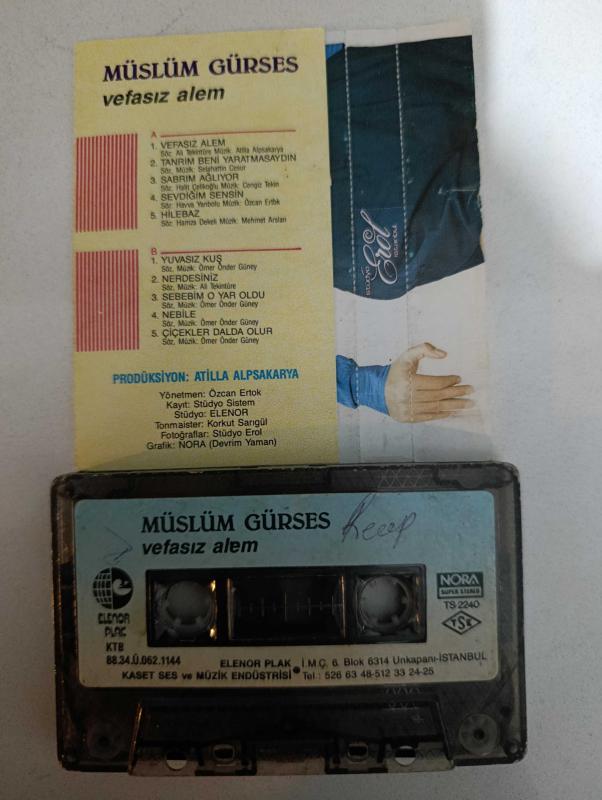 MÜSLÜM GÜRSES
vefasız alem
A
1. VEFASIZ ALEM
Söz: Ali Tekintüre Müzik: Atilla Alpsakarya
2. TANRIM BENİ YARATMASAYDIN
Söz, Müzik: Selahattin Cesur
3. SABRIM AĞLIYOR
Söz: Halit Çelikoğlu Müzik: Cengiz Tekin
4. SEVDİĞİM SENSİN
Söz: Havva Yanbolu Müzik: Özcan Ertok
5. HİLEBAZ
Söz: Hamza Dekeli Müzik: Mehmet Arslan
B
1. YUVASIZ KUŞ
Söz, Müzik: Ömer Önder Güney
2. NERDESİNİZ
Söz, Müzik: Ali Tekintüre
3. SEBEBİM O YAR OLDU
Söz, Müzik: Ömer Önder Güney
4. NEBİLE
Söz, Müzik: Ömer Önder Güney
5. ÇİÇEKLER DALDA OLUR
Söz, Müzik: Ömer Önder Güney
PRODÜKSİYON: ATİLLA ALPSAKARYA
Yönetmen: Özcan Ertok
Kayıt: Stüdyo Sistem
Stüdyo: ELENOR
Tonmaister: Korkut Sarıgül
Fotoğraflar: Stüdyo Erol
Grafik: NORA (Devrim Yaman)
stüdyo
Erol
MÜSLÜM GÜRSES
vefasız alem
NORA
SUPER STEREO
TS 2240
TSE
ELENOR
PLAK
KTB
88.34.Ü.062.1144
ELENOR PLAK
KASET SES ve MÜZİK ENDÜSTRİSİ
İ.M.Ç. 6. Blok 6314 Unkapanı-İSTANBUL
Tel.: 526 63 48-512 33 24-25